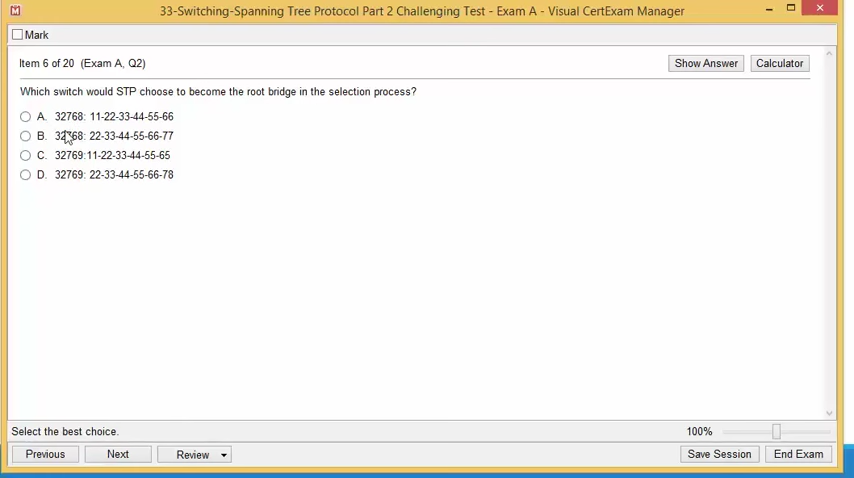 33-Switching-Spanning Tree Protocol Part 2 Challenging Test - Exam A - Visual CertExam Manager
Mark
Item 6 of 20 (Exam A, Q2)
Show Answer
Calculator
Which switch would STP choose to become the root bridge in the selection process?
A. 32768: 11-22-33-44-55-66
B. 32768: 22-33-44-55-66-77
C. 32769:11-22-33-44-55-65
D. 32769: 22-33-44-55-66-78
Select the best choice.
100%
Previous
Next
Review
Save Session
End Exam